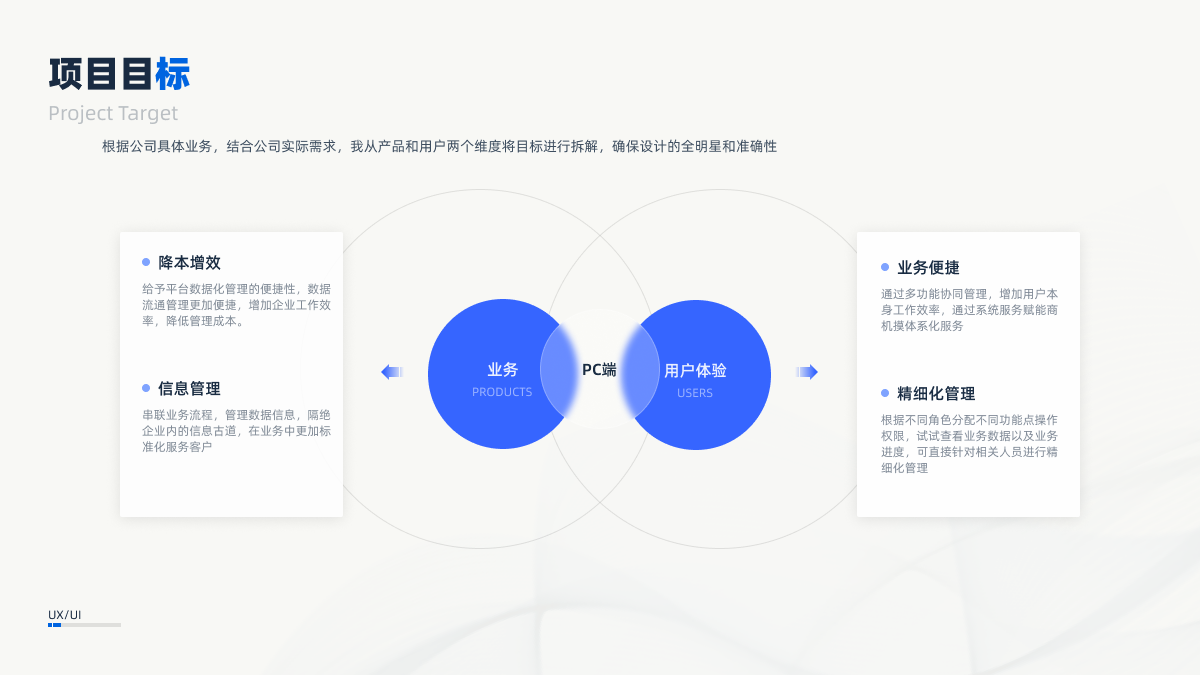 项目目标
Project Target
根据公司具体业务，结合公司实际需求，我从产品和用户两个维度将目标进行拆解，确保设计的全明星和准确性
降本增效
给予平台数据化管理的便捷性，数据
流通管理更加便捷，增加企业工作效
率，降低管理成本。
信息管理
串联业务流程，管理数据信息，隔绝
企业内的信息古道，在业务中更加标
准化服务客户
业务
PRODUCTS
PC端
用户体验
USERS
业务便捷
通过多功能协同管理，增加用户本
身工作效率，通过系统服务赋能商
机摸体系化服务
精细化管理
根据不同角色分配不同功能点操作
权限，试试查看业务数据以及业务
进度，可直接针对相关人员进行精
细化管理
UX/UI